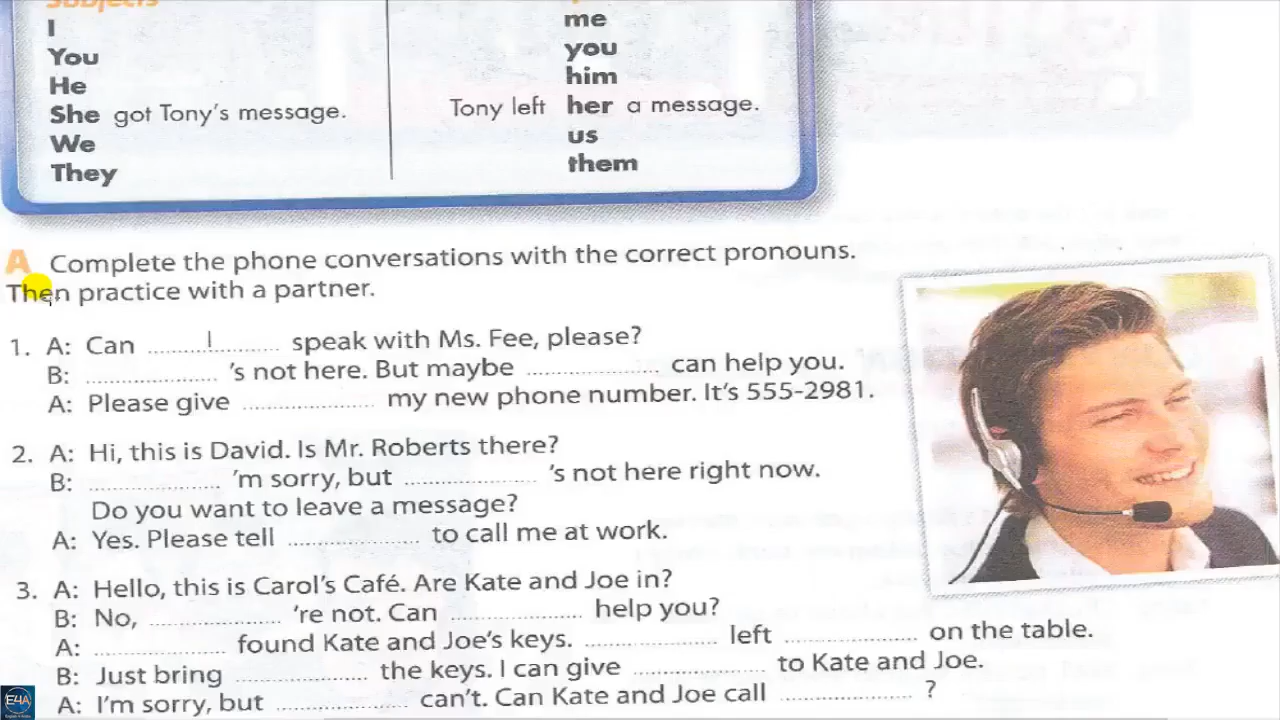 Subjects
I
You
He
She got Tony's message.
We
They
me
you
him
Tony left her a message.
us
them
A Complete the phone conversations with the correct pronouns.
Then practice with a partner.
1. A: Can .....I..... speak with Ms. Fee, please?
B: .................... 's not here. But maybe .................... can help you.
A: Please give .................... my new phone number. It's 555-2981.
2. A: Hi, this is David. Is Mr. Roberts there?
B: .................... 'm sorry, but .................... 's not here right now.
Do you want to leave a message?
A: Yes. Please tell .................... to call me at work.
3. A: Hello, this is Carol's Café. Are Kate and Joe in?
B: No, .................... 're not. Can .................... help you?
A: .................... found Kate and Joe's keys. .................... left .................... on the table.
B: Just bring .................... the keys. I can give .................... to Kate and Joe.
A: I'm sorry, but .................... can't. Can Kate and Joe call .................... ?
E4A